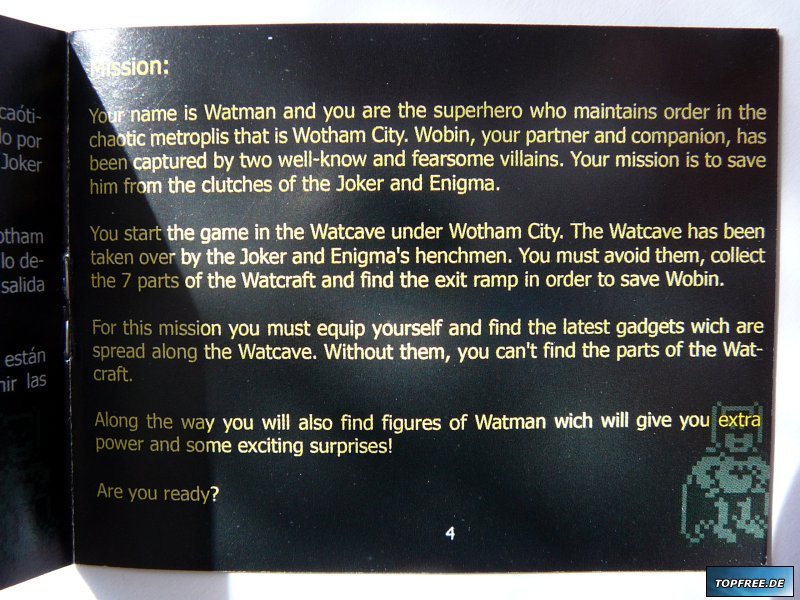 caóti-
lo por
Joker
otham
lo de-
salida
están
nir las
Mission:
Your name is Watman and you are the superhero who maintains order in the
chaotic metroplis that is Wotham City. Wobin, your partner and companion, has
been captured by two well-know and fearsome villains. Your mission is to save
him from the clutches of the Joker and Enigma.
You start the game in the Watcave under Wotham City. The Watcave has been
taken over by the Joker and Enigma's henchmen. You must avoid them, collect
the 7 parts of the Watcraft and find the exit ramp in order to save Wobin.
For this mission you must equip yourself and find the latest gadgets wich are
spread along the Watcave. Without them, you can't find the parts of the Wat-
craft.
Along the way you will also find figures of Watman wich will give you extra
power and some exciting surprises!
Are you ready?
4
TOPFREE.DE